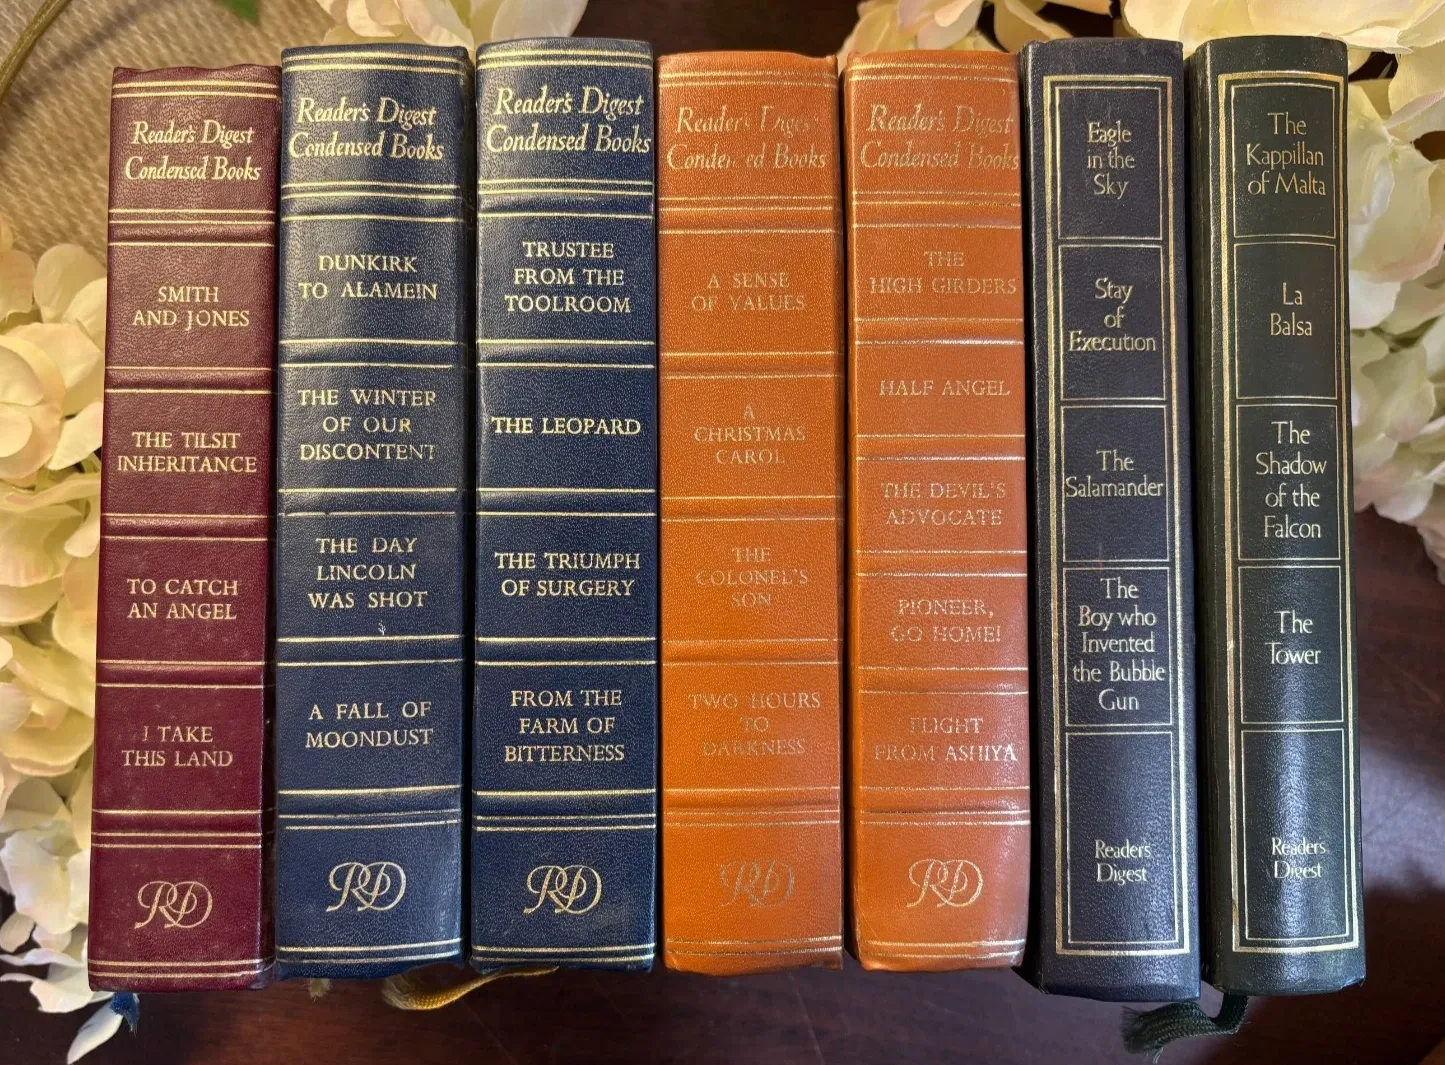 Reader's Digest
Condensed Books
SMITH
AND JONES
THE TILSIT
INHERITANCE
TO CATCH
AN ANGEL
I TAKE
THIS LAND
RD
Reader's Digest
Condensed Books
DUNKIRK
TO ALAMEIN
THE WINTER
OF OUR
DISCONTENT
THE DAY
LINCOLN
WAS SHOT
A FALL OF
MOONDUST
RD
Reader's Digest
Condensed Books
TRUSTEE
FROM THE
TOOLROOM
THE LEOPARD
THE TRIUMPH
OF SURGERY
FROM THE
FARM OF
BITTERNESS
RD
Reader's Digest
Condensed Books
A SENSE
OF VALUES
A
CHRISTMAS
CAROL
THE
COLONEL'S
SON
TWO HOURS
TO
DARKNESS
RD
Reader's Digest
Condensed Books
THE
HIGH GIRDERS
HALF ANGEL
THE DEVIL'S
ADVOCATE
PIONEER,
GO HOME!
FLIGHT
FROM ASHIYA
RD
Eagle
in the
Sky
Stay
of
Execution
The
Salamander
The
Boy who
Invented
the Bubble
Gun
Reader's
Digest
The
Kappillan
of Malta
La
Balsa
The
Shadow
of the
Falcon
The
Tower
Reader's
Digest